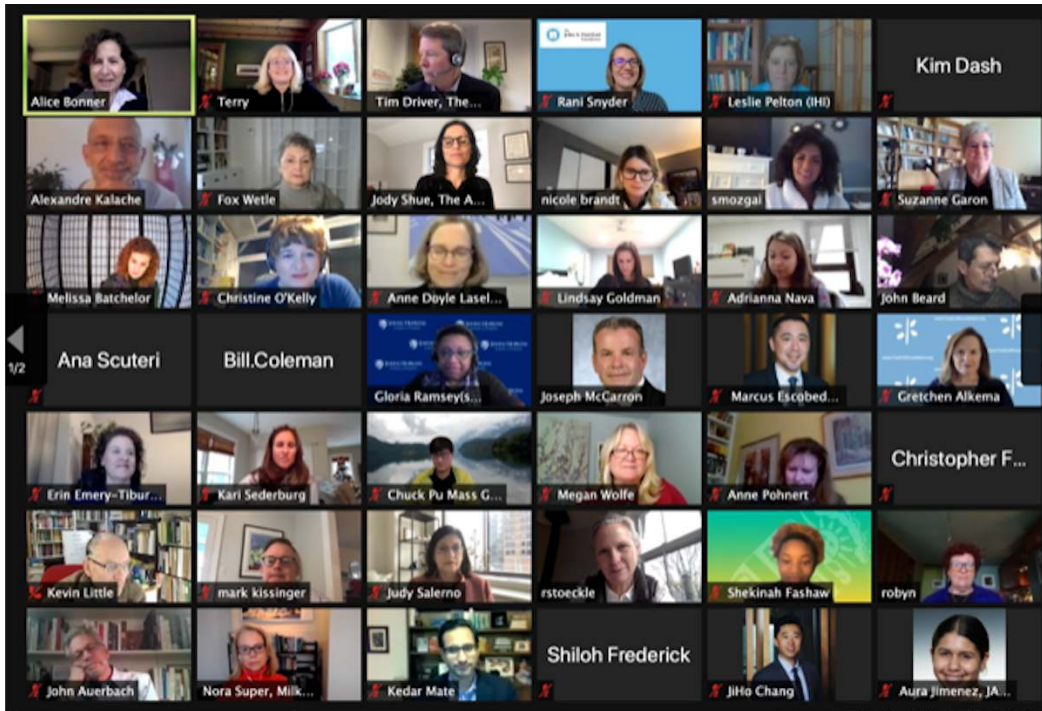 Alice Bonner
Terry
Tim Driver, The...
Rani Snyder
Leslie Pelton (IHI)
Kim Dash
Alexandre Kalache
Fox Wetle
Jody Shue, The A...
nicole brandt
smozgai
Suzanne Garon
Melissa Batchelor
Christine O'Kelly
Anne Doyle Lasel...
Lindsay Goldman
Adrianna Nava
John Beard
1/2
Ana Scuteri
Bill.Coleman
Gloria Ramsey(s...
Joseph McCarron
Marcus Escobed...
Gretchen Alkema
Erin Emery-Tibur...
Kari Sederburg
Chuck Pu Mass G...
Megan Wolfe
Anne Pohnert
Christopher F...
Kevin Little
mark kissinger
Judy Salerno
rstoeckle
Shekinah Fashaw
robyn
John Auerbach
Nora Super, Milk...
Kedar Mate
Shiloh Frederick
JiHo Chang
Aura Jimenez, JA...